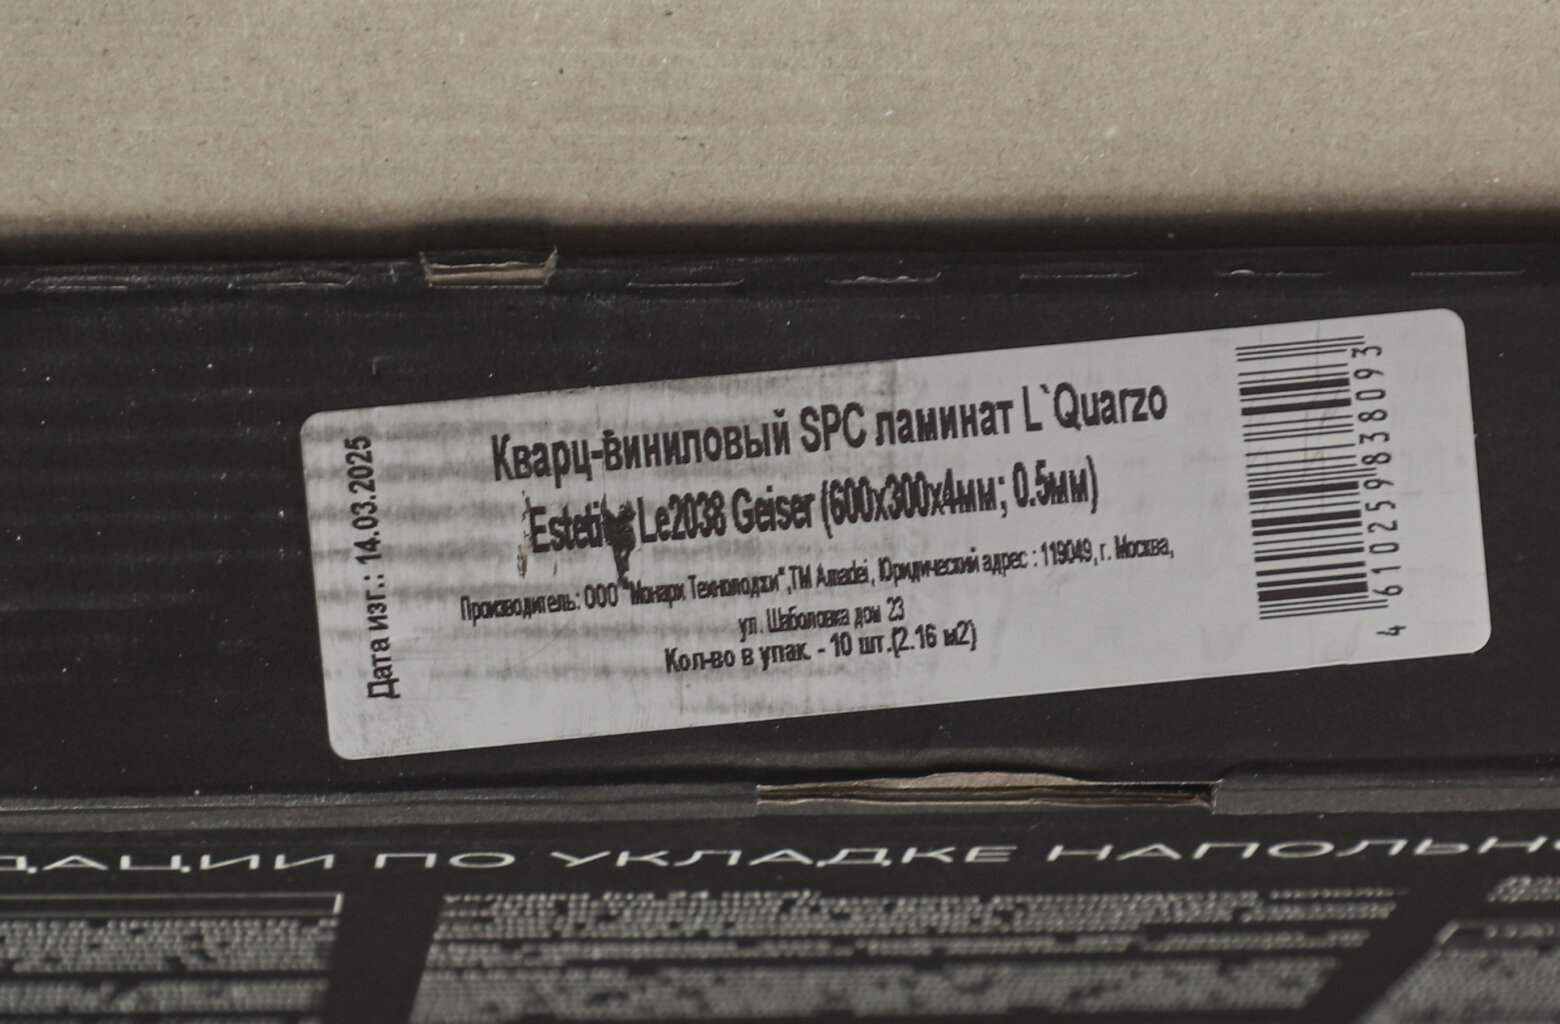 Дата изг.: 14.03.2025
Кварц-виниловый SPC ламинат L`Quarzo
Le2038 Geiser (600x300x4мм; 0.5мм)
Производитель: ООО "Монарх Технолоджи",ТМ Amadei, Юридический адрес : 119049, г. Москва,
ул. Шаболовка дом 23
Кол-во в упак. - 10 шт.(2.16 м2)
4 610259 838093
ДАЦИИ ПО УКЛАДКЕ НАПОЛЬН